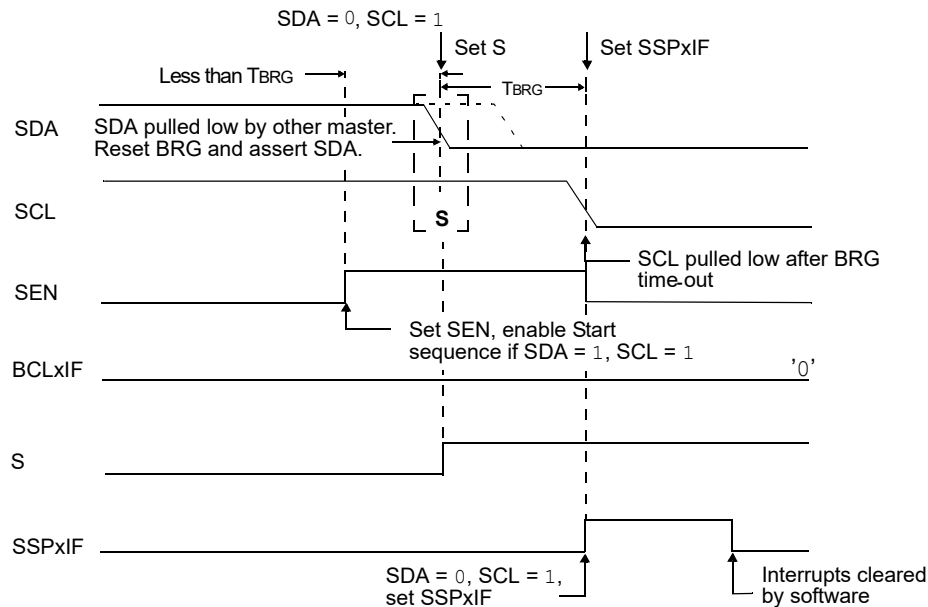 SDA = 0, SCL = 1
Set S
Set SSPxIF
Less than TBRG
TBRG
SDA
SDA pulled low by other master.
Reset BRG and assert SDA.
SCL
S
SCL pulled low after BRG
time-out
SEN
Set SEN, enable Start
sequence if SDA = 1, SCL = 1
BCLxIF
'0'
S
SSPxIF
SDA = 0, SCL = 1,
set SSPxIF
Interrupts cleared
by software